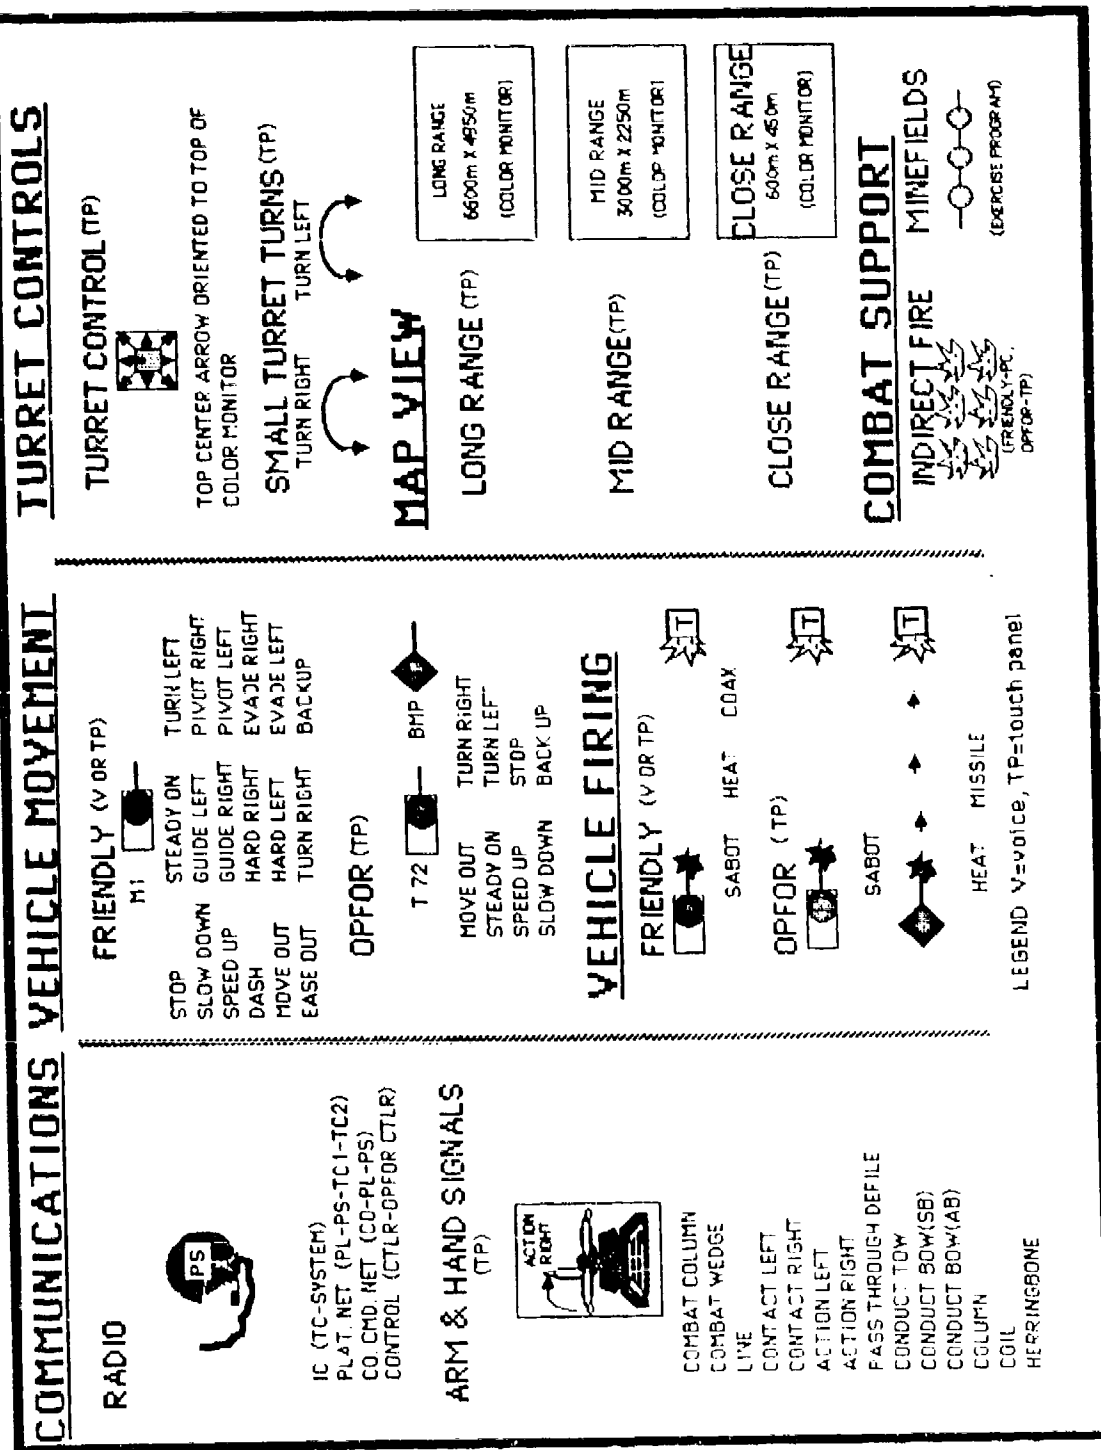 COMMUNICATIONS
RADIO
PS
IC (TC-SYSTEM)
PLAT. NET (PL-PS-TC1-TC2)
CO. CMD. NET (CO-PL-PS)
CONTROL (CTLR-OPFOR CTLR)
ARM & HAND SIGNALS
(TP)
ACTION
RIGHT
COMBAT COLUMN
COMBAT WEDGE
LINE
CONTACT LEFT
CONTACT RIGHT
ACTION LEFT
ACTION RIGHT
PASS THROUGH DEFILE
CONDUCT TOW
CONDUCT BOW(SB)
CONDUCT BOW(AB)
COLUMN
COIL
HERRINGBONE
VEHICLE MOVEMENT
FRIENDLY (V OR TP)
M1
STOP STEADY ON TURN LEFT
SLOW DOWN GUIDE LEFT PIVOT RIGHT
SPEED UP GUIDE RIGHT PIVOT LEFT
DASH HARD RIGHT EVADE RIGHT
MOVE OUT HARD LEFT EVADE LEFT
EASE OUT TURN RIGHT BACKUP
OPFOR (TP)
T 72 BMP
MOVE OUT TURN RIGHT
STEADY ON TURN LEFT
SPEED UP STOP
SLOW DOWN BACK UP
VEHICLE FIRING
FRIENDLY (V OR TP)
T
SABOT HEAT COAX
OPFOR (TP)
T
SABOT
T
HEAT MISSILE
LEGEND V=voice, TP=touch panel
TURRET CONTROLS
TURRET CONTROL (TP)
TOP CENTER ARROW ORIENTED TO TOP OF
COLOR MONITOR
SMALL TURRET TURNS (TP)
TURN RIGHT TURN LEFT
MAP VIEW
LONG RANGE (TP)
LONG RANGE
6600m X 4950m
(COLOR MONITOR)
MID RANGE (TP)
MID RANGE
3000m X 2250m
(COLOR MONITOR)
CLOSE RANGE (TP)
CLOSE RANGE
600m X 450m
(COLOR MONITOR)
COMBAT SUPPORT
INDIRECT FIRE MINEFIELDS
(FRIENDLY-PC,
OPFOR-TP)
(EXERCISE PROGRAM)